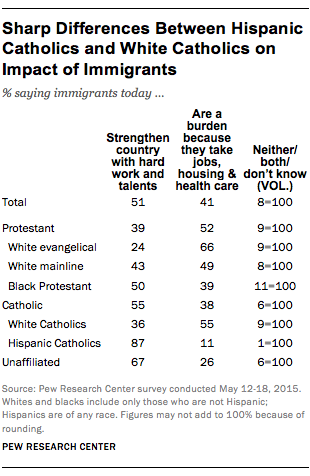 Sharp Differences Between Hispanic
Catholics and White Catholics on
Impact of Immigrants
% saying immigrants today ...
Strengthen
country
with hard
work and
talents
Are a
burden
because
they take
jobs,
housing &
health care
Neither/
both/
don't know
(VOL.)
Total 51 41 8=100
Protestant 39 52 9=100
White evangelical 24 66 9=100
White mainline 43 49 8=100
Black Protestant 50 39 11=100
Catholic 55 38 6=100
White Catholics 36 55 9=100
Hispanic Catholics 87 11 1=100
Unaffiliated 67 26 6=100
Source: Pew Research Center survey conducted May 12-18, 2015.
Whites and blacks include only those who are not Hispanic;
Hispanics are of any race. Figures may not add to 100% because of
rounding.
PEW RESEARCH CENTER